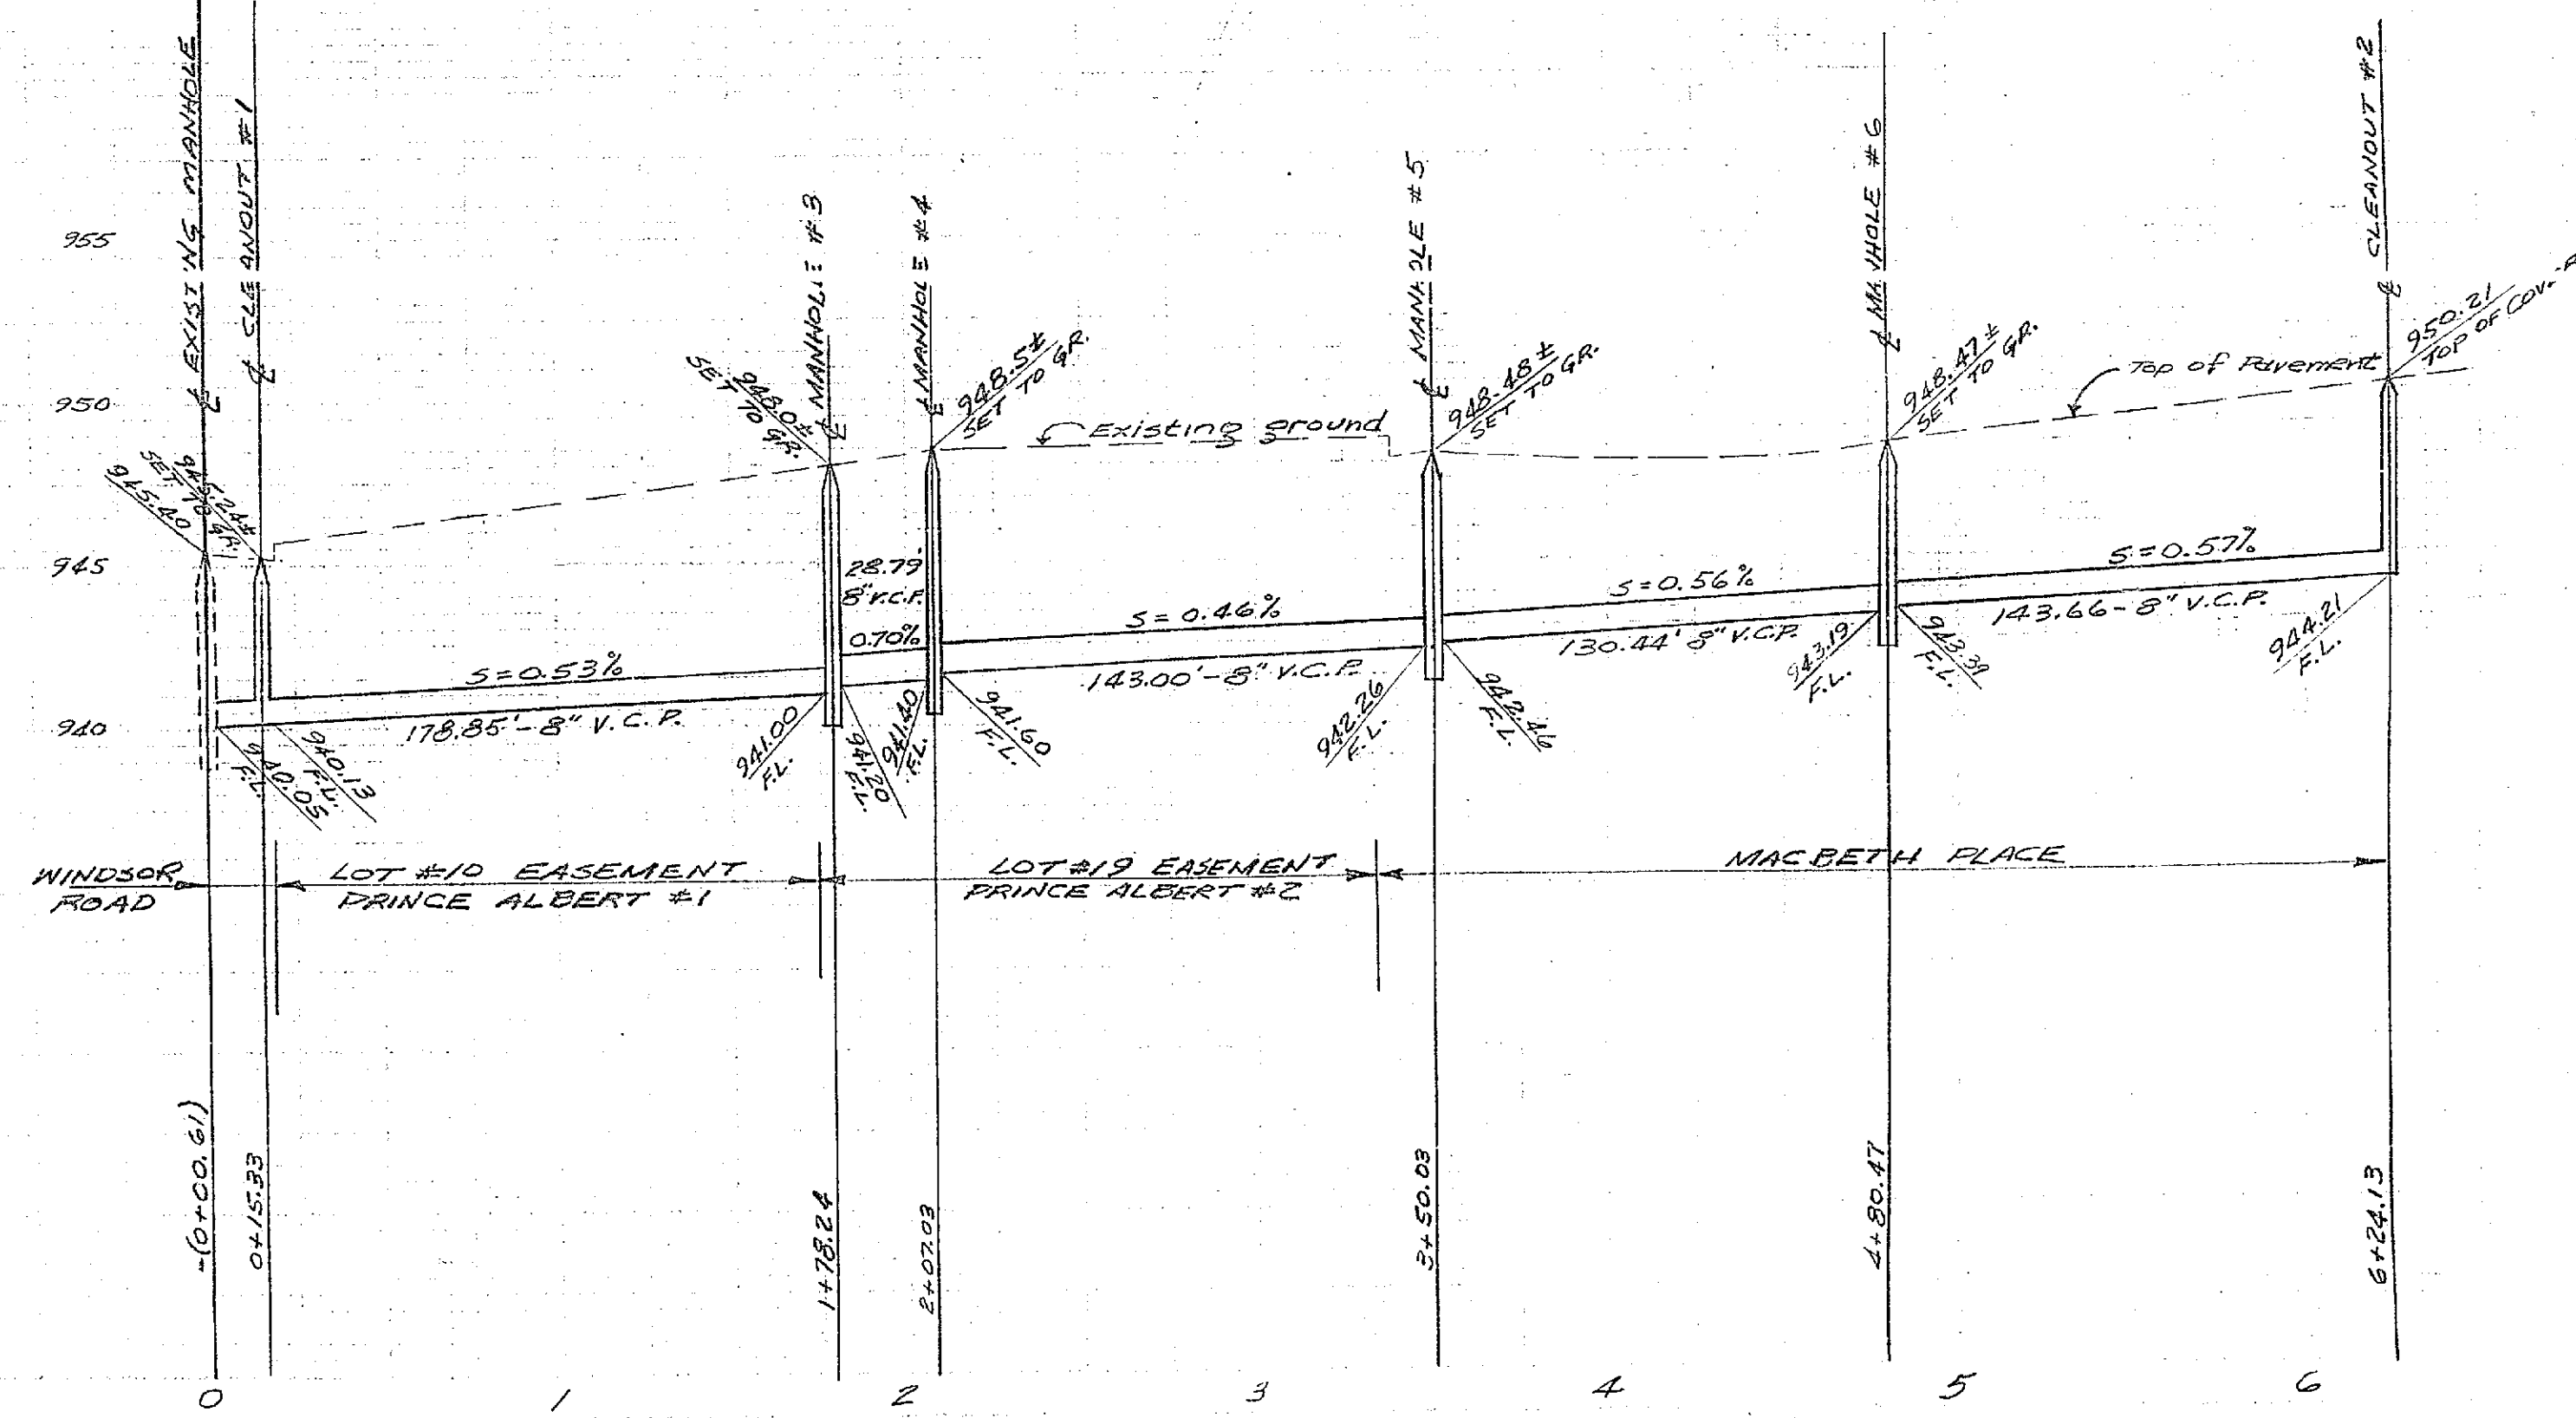 EXISTING MANHOLE
CLEANOUT #1
MANHOLE #3
MANHOLE #4
MANHOLE #5
MANHOLE #6
CLEANOUT #2
955
950
945
940
945.40
945.2±
SET TO GR.
948.0±
SET TO GR.
948.5±
SET TO GR.
948.48±
SET TO GR.
948.47±
SET TO GR.
950.21
TOP OF
Existing ground
Top of Pavement
S=0.53%
178.85'-8" V.C.P.
28.79
8" V.C.P.
0.70%
S=0.46%
143.00'-8" V.C.P.
S=0.56%
130.44' 8" V.C.P.
S=0.57%
143.66-8" V.C.P.
940.05
F.L.
940.13
F.L.
941.00
F.L.
941.20
F.L.
941.40
F.L.
941.60
F.L.
942.26
F.L.
942.46
F.L.
943.19
F.L.
943.39
F.L.
944.21
F.L.
WINDSOR
ROAD
LOT #10 EASEMENT
PRINCE ALBERT #1
LOT #19 EASEMENT
PRINCE ALBERT #2
MACBETH PLACE
-(0+00.61)
0+15.33
1+78.24
2+07.03
3+50.03
4+80.47
6+24.13
0 1 2 3 4 5 6